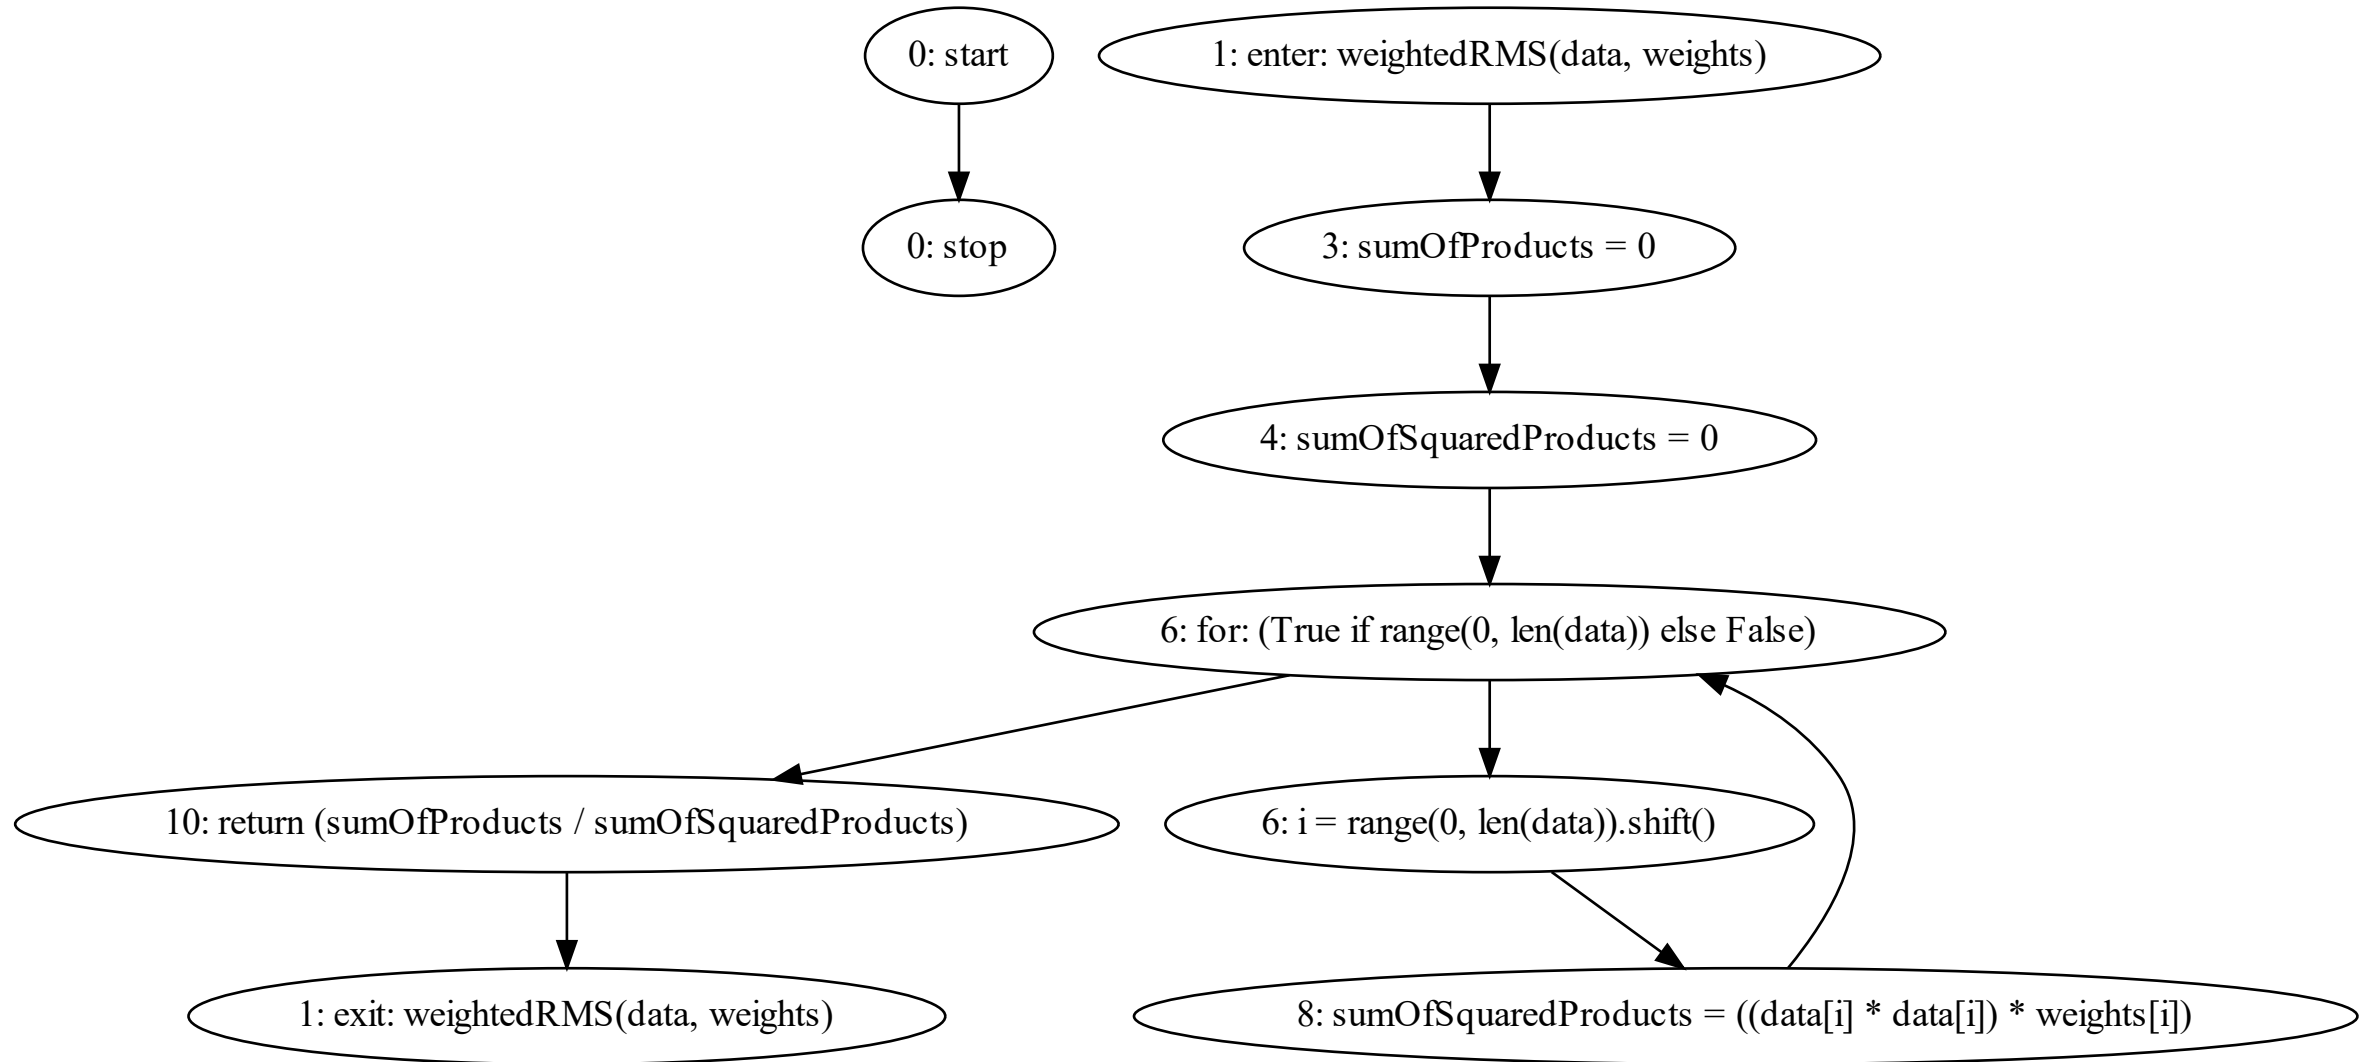 0: start
1: enter: weightedRMS(data, weights)
0: stop
3: sumOfProducts = 0
4: sumOfSquaredProducts = 0
6: for: (True if range(0, len(data)) else False)
10: return (sumOfProducts / sumOfSquaredProducts)
6: i = range(0, len(data)).shift()
1: exit: weightedRMS(data, weights)
8: sumOfSquaredProducts = ((data[i] * data[i]) * weights[i])